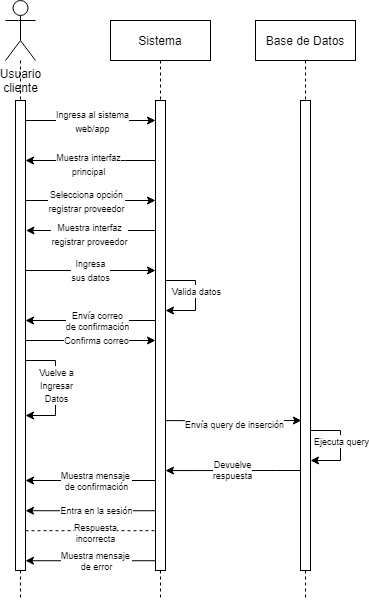 Sistema
Base de Datos
Usuario
cliente
Ingresa al sistema
web/app
Muestra interfaz
principal
Selecciona opción
registrar proveedor
Muestra interfaz
registrar proveedor
Ingresa
sus datos
Valida datos
Envía correo
de confirmación
Confirma correo
Vuelve a
Ingresar
Datos
Envía query de inserción
Ejecuta query
Devuelve
respuesta
Muestra mensaje
de confirmación
Entra en la sesión
Respuesta
incorrecta
Muestra mensaje
de error